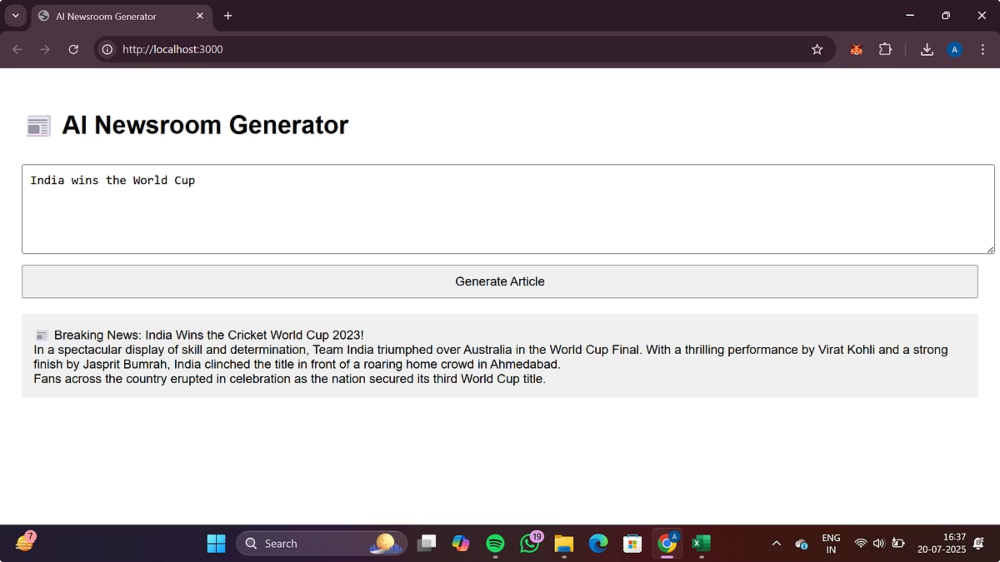 AI Newsroom Generator
http://localhost:3000
A
AI Newsroom Generator
India wins the World Cup
Generate Article
Breaking News: India Wins the Cricket World Cup 2023!
In a spectacular display of skill and determination, Team India triumphed over Australia in the World Cup Final. With a thrilling performance by Virat Kohli and a strong
finish by Jasprit Bumrah, India clinched the title in front of a roaring home crowd in Ahmedabad.
Fans across the country erupted in celebration as the nation secured its third World Cup title.
7
Search
19
A
X
ENG
IN
16:37
20-07-2025